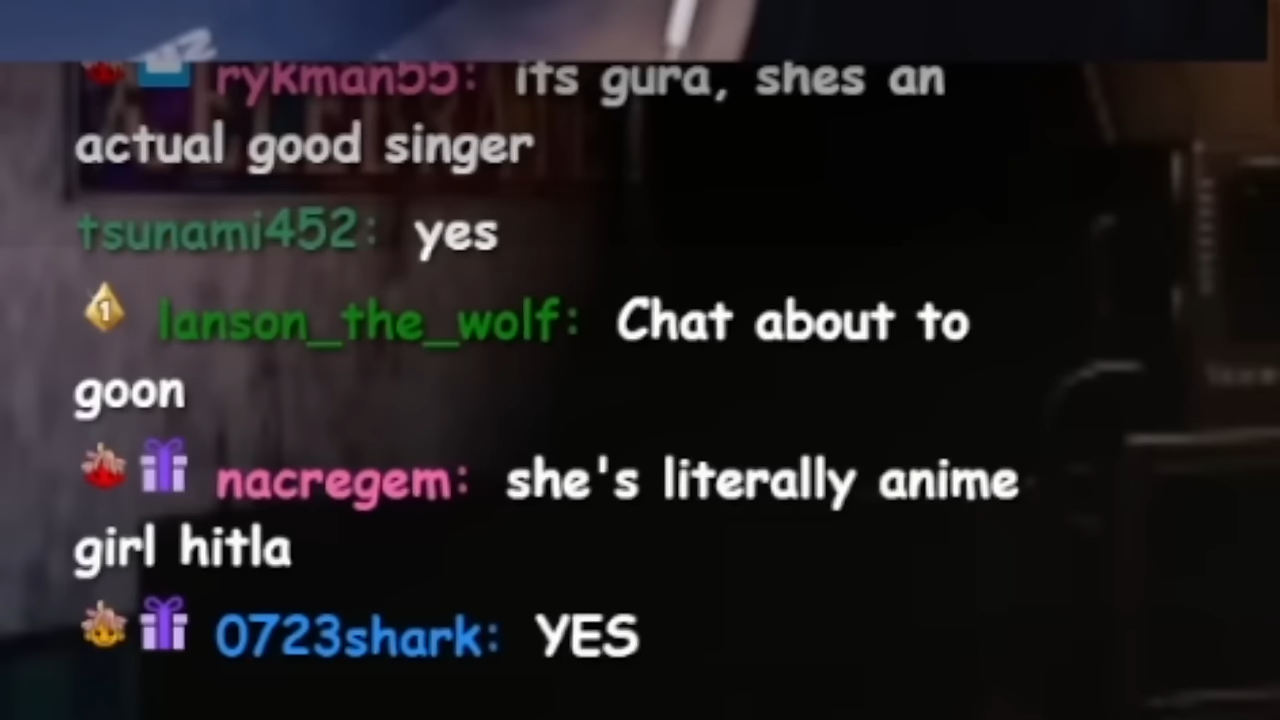 rykman55: its gura, shes an
actual good singer
tsunami452: yes
lanson_the_wolf: Chat about to
goon
nacregem: she's literally anime
girl hitla
0723shark: YES